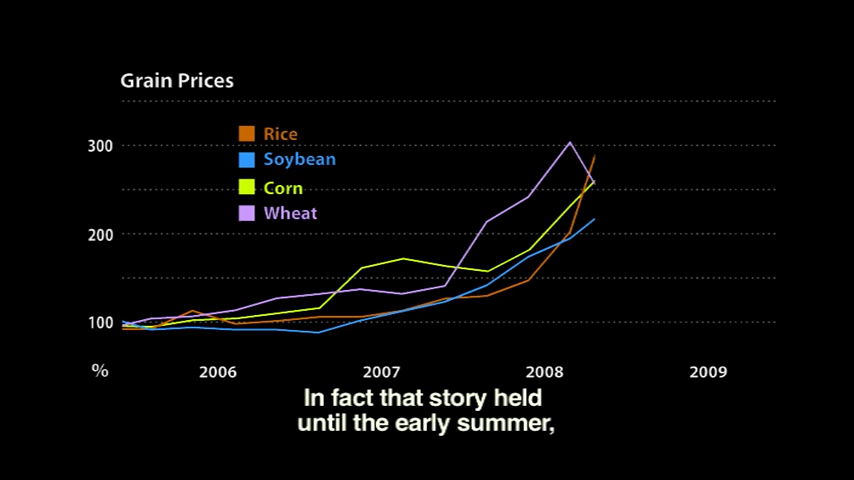 Grain Prices
300
Rice
Soybean
Corn
Wheat
200
100
% 2006 2007 2008 2009
In fact that story held
until the early summer,